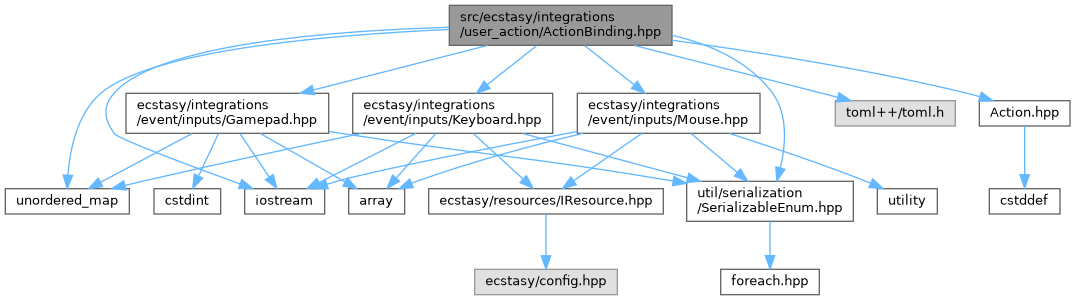 src/ecstasy/integrations
/user_action/ActionBinding.hpp
ecstasy/integrations
/event/inputs/Gamepad.hpp
ecstasy/integrations
/event/inputs/Keyboard.hpp
ecstasy/integrations
/event/inputs/Mouse.hpp
toml++/toml.h
Action.hpp
unordered_map
cstdint
iostream
array
ecstasy/resources/IResource.hpp
util/serialization
/SerializableEnum.hpp
utility
cstddef
ecstasy/config.hpp
foreach.hpp